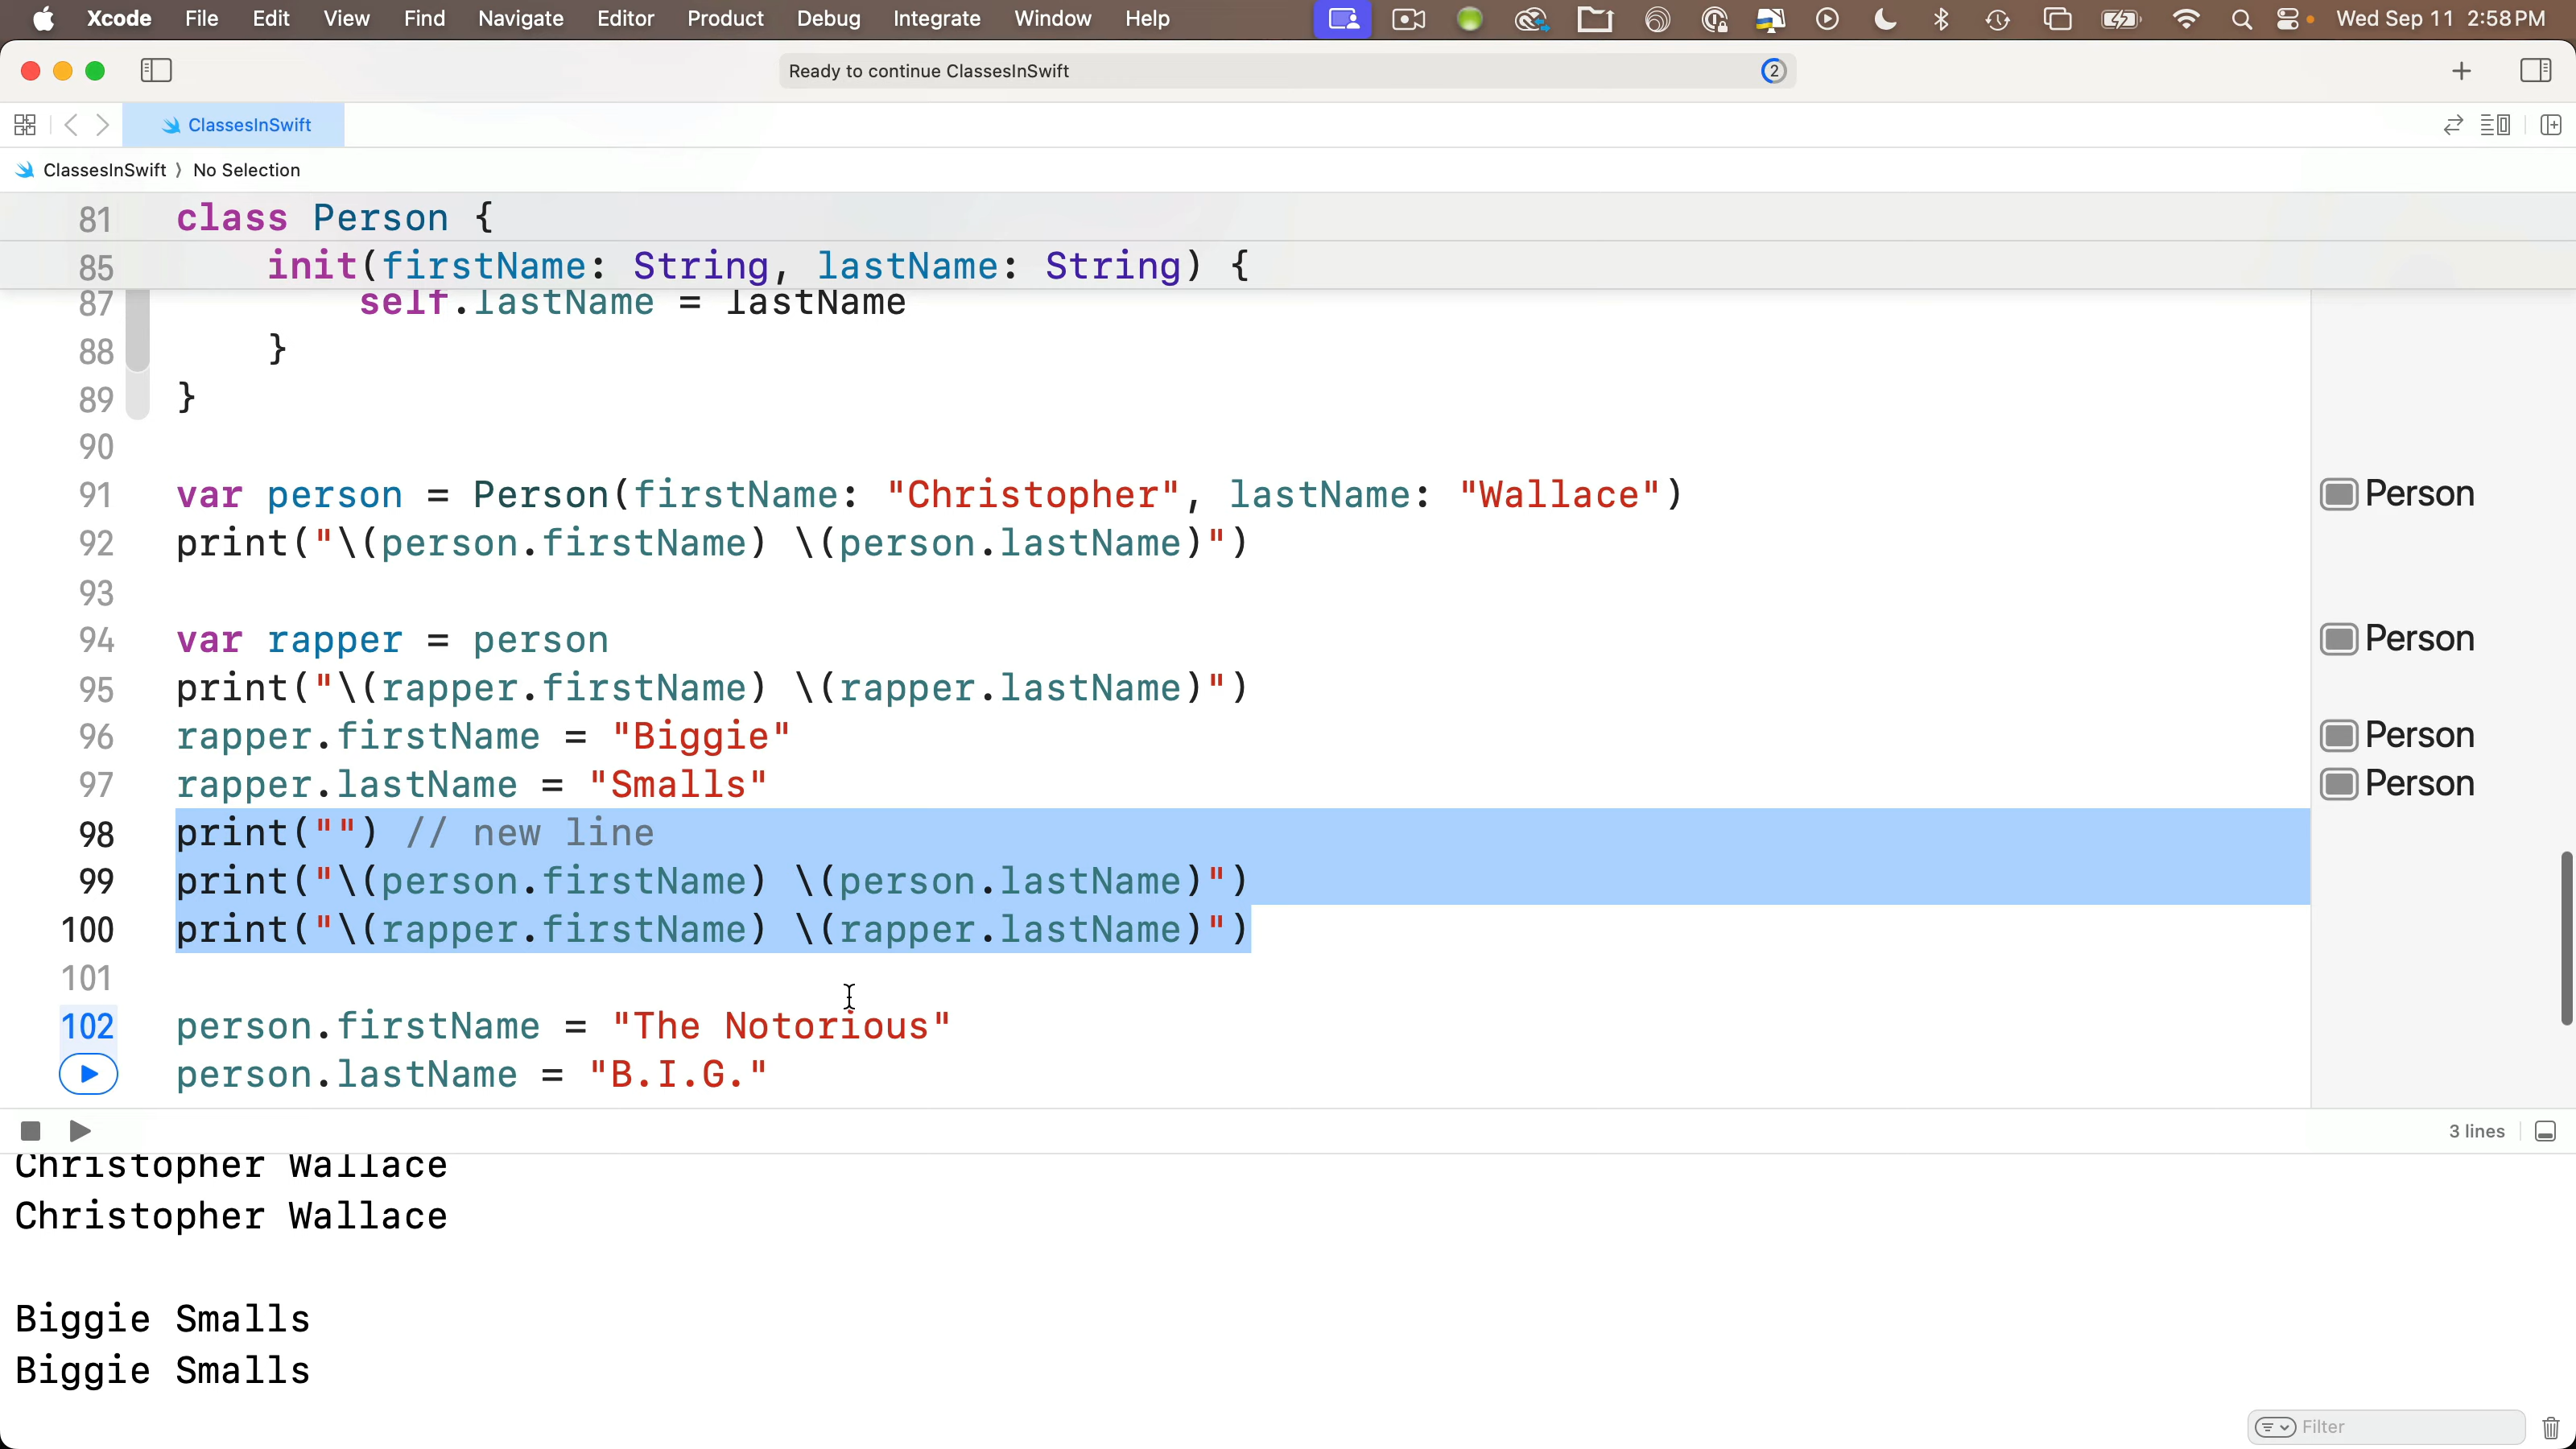 Xcode File Edit View Find Navigate Editor Product Debug Integrate Window Help Wed Sep 11 2:58 PM
Ready to continue ClassesInSwift 2
ClassesInSwift
ClassesInSwift 〉 No Selection
81 class Person {
85 init(firstName: String, lastName: String) {
87 self.lastName = lastName
88 }
89 }
90
91 var person = Person(firstName: "Christopher", lastName: "Wallace") Person
92 print("\(person.firstName) \(person.lastName)")
93
94 var rapper = person Person
95 print("\(rapper.firstName) \(rapper.lastName)")
96 rapper.firstName = "Biggie" Person
97 rapper.lastName = "Smalls" Person
98 print("") // new line
99 print("\(person.firstName) \(person.lastName)")
100 print("\(rapper.firstName) \(rapper.lastName)")
101
102 person.firstName = "The Notorious"
person.lastName = "B.I.G."
3 lines
Christopher Wallace
Christopher Wallace
Biggie Smalls
Biggie Smalls
Filter